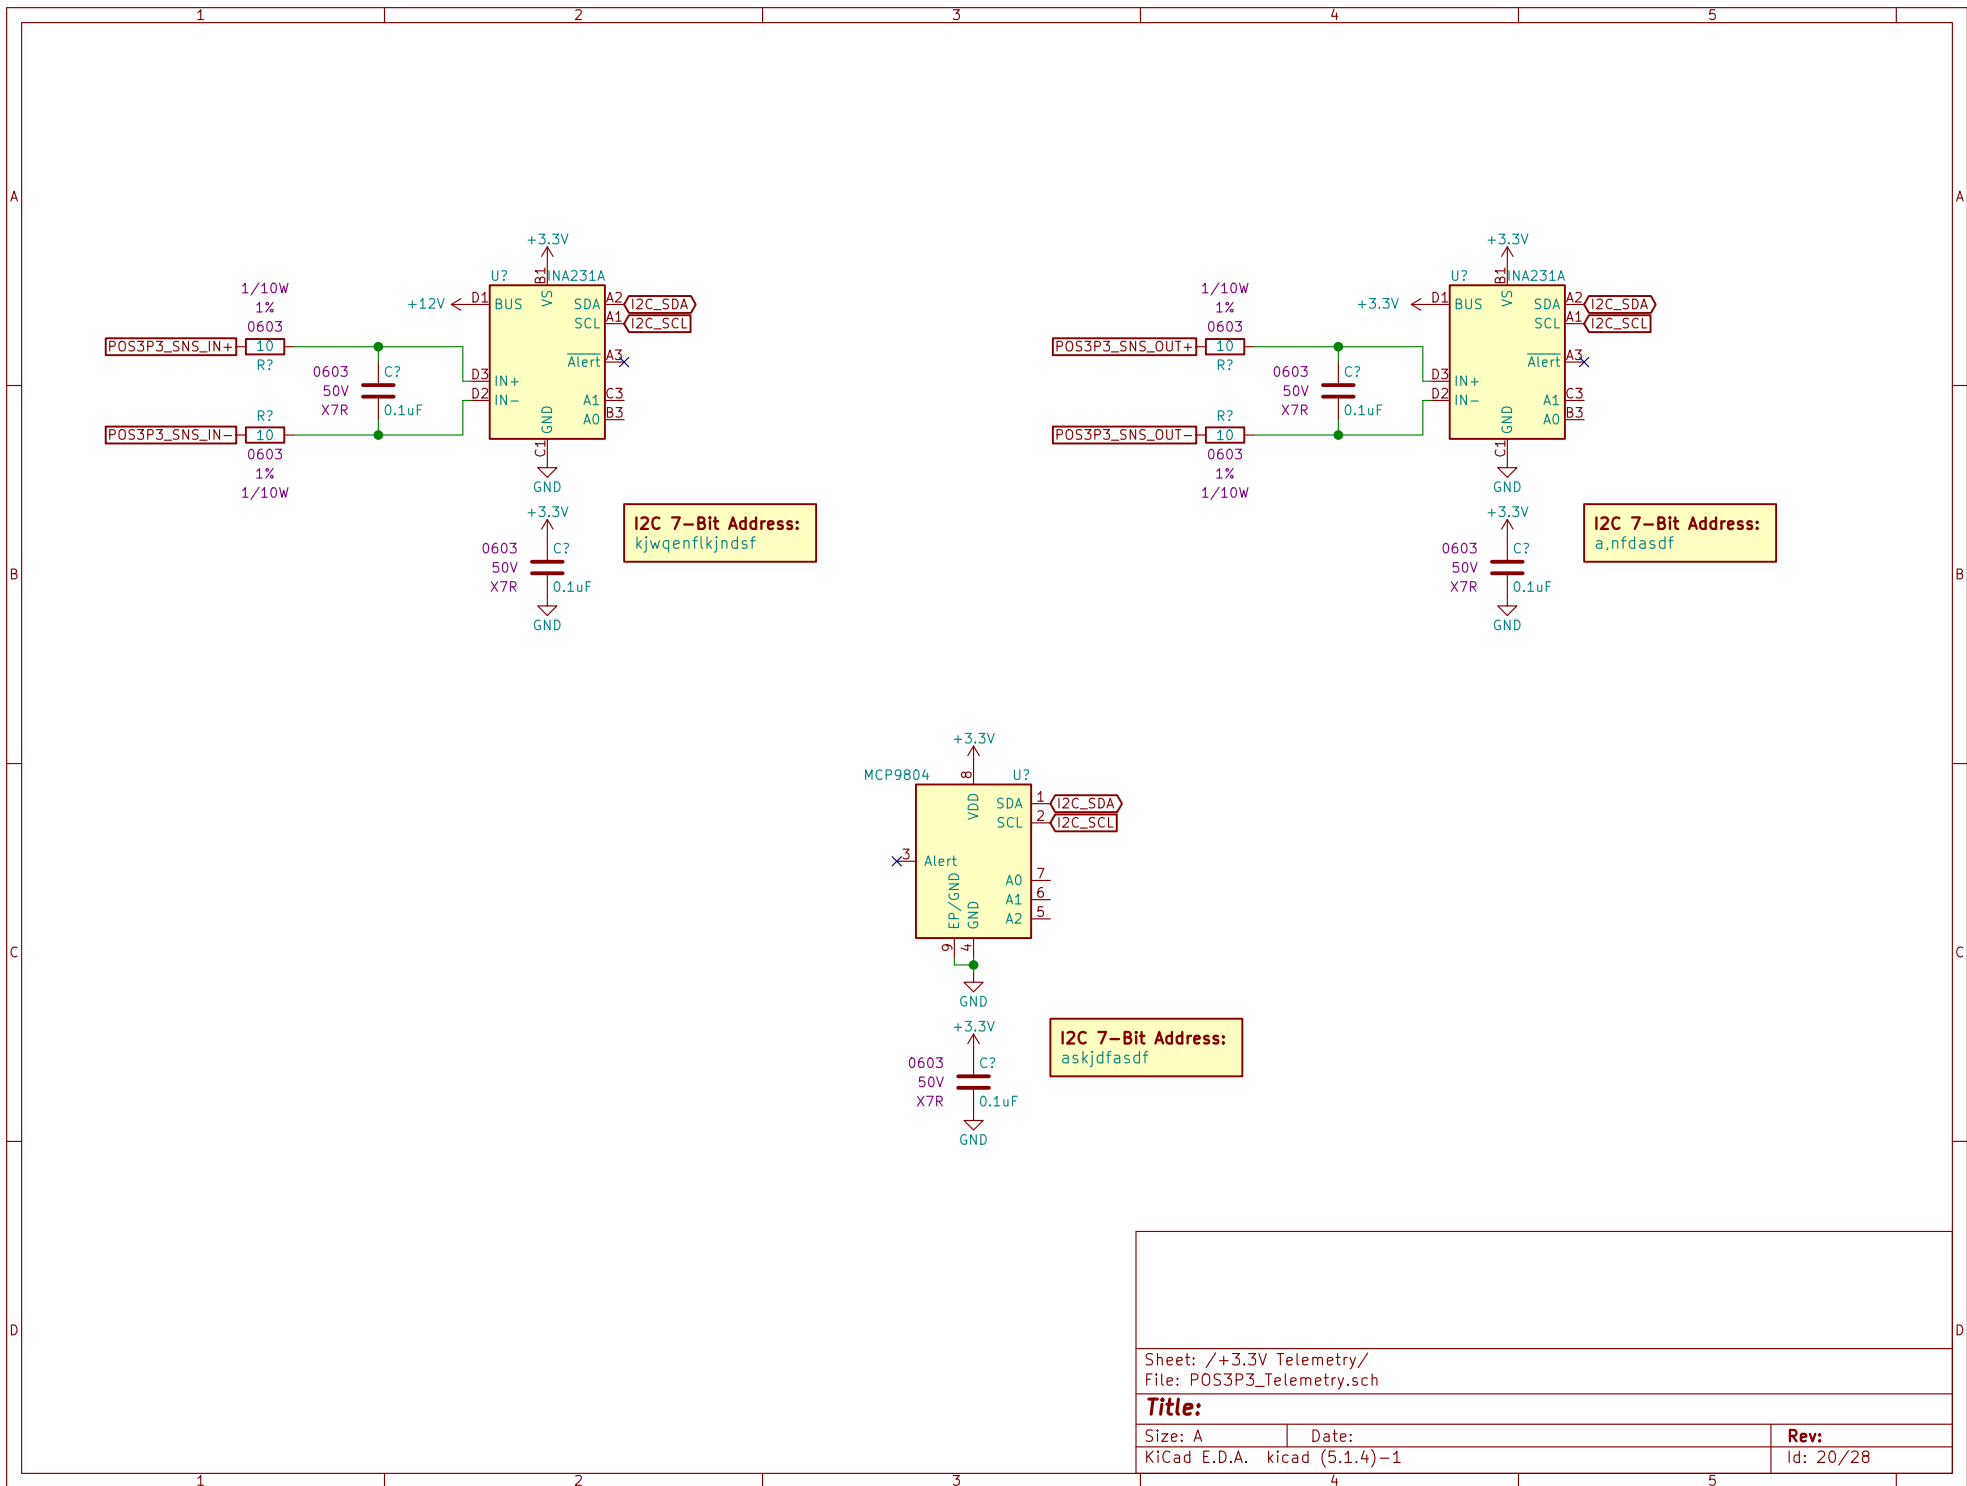 1 2 3 4 5
A A
B B
C C
D D
+3.3V
U? INA231A
B1 VS
+12V D1 BUS
SDA A2 I2C_SDA
SCL A1 I2C_SCL
Alert A3
D3 IN+
D2 IN-
A1 C3
A0 B3
GND C1
GND
1/10W
1%
0603
POS3P3_SNS_IN+ 10
R?
0603 C?
50V
X7R 0.1uF
R?
POS3P3_SNS_IN- 10
0603
1%
1/10W
+3.3V
0603 C?
50V
X7R 0.1uF
GND
I2C 7-Bit Address:
kjwqenflkjndsf
+3.3V
U? INA231A
B1 VS
+3.3V D1 BUS
SDA A2 I2C_SDA
SCL A1 I2C_SCL
Alert A3
D3 IN+
D2 IN-
A1 C3
A0 B3
GND C1
GND
1/10W
1%
0603
POS3P3_SNS_OUT+ 10
R?
0603 C?
50V
X7R 0.1uF
R?
POS3P3_SNS_OUT- 10
0603
1%
1/10W
+3.3V
0603 C?
50V
X7R 0.1uF
GND
I2C 7-Bit Address:
a,nfdasdf
+3.3V
MCP9804 U?
8 VDD
SDA 1 I2C_SDA
SCL 2 I2C_SCL
3 Alert
A0 7
A1 6
A2 5
EP/GND GND
9 4
GND
+3.3V
0603 C?
50V
X7R 0.1uF
GND
I2C 7-Bit Address:
askjdfasdf
Sheet: /+3.3V Telemetry/
File: POS3P3_Telemetry.sch
Title:
Size: A Date: Rev:
KiCad E.D.A. kicad (5.1.4)-1 Id: 20/28
1 2 3 4 5